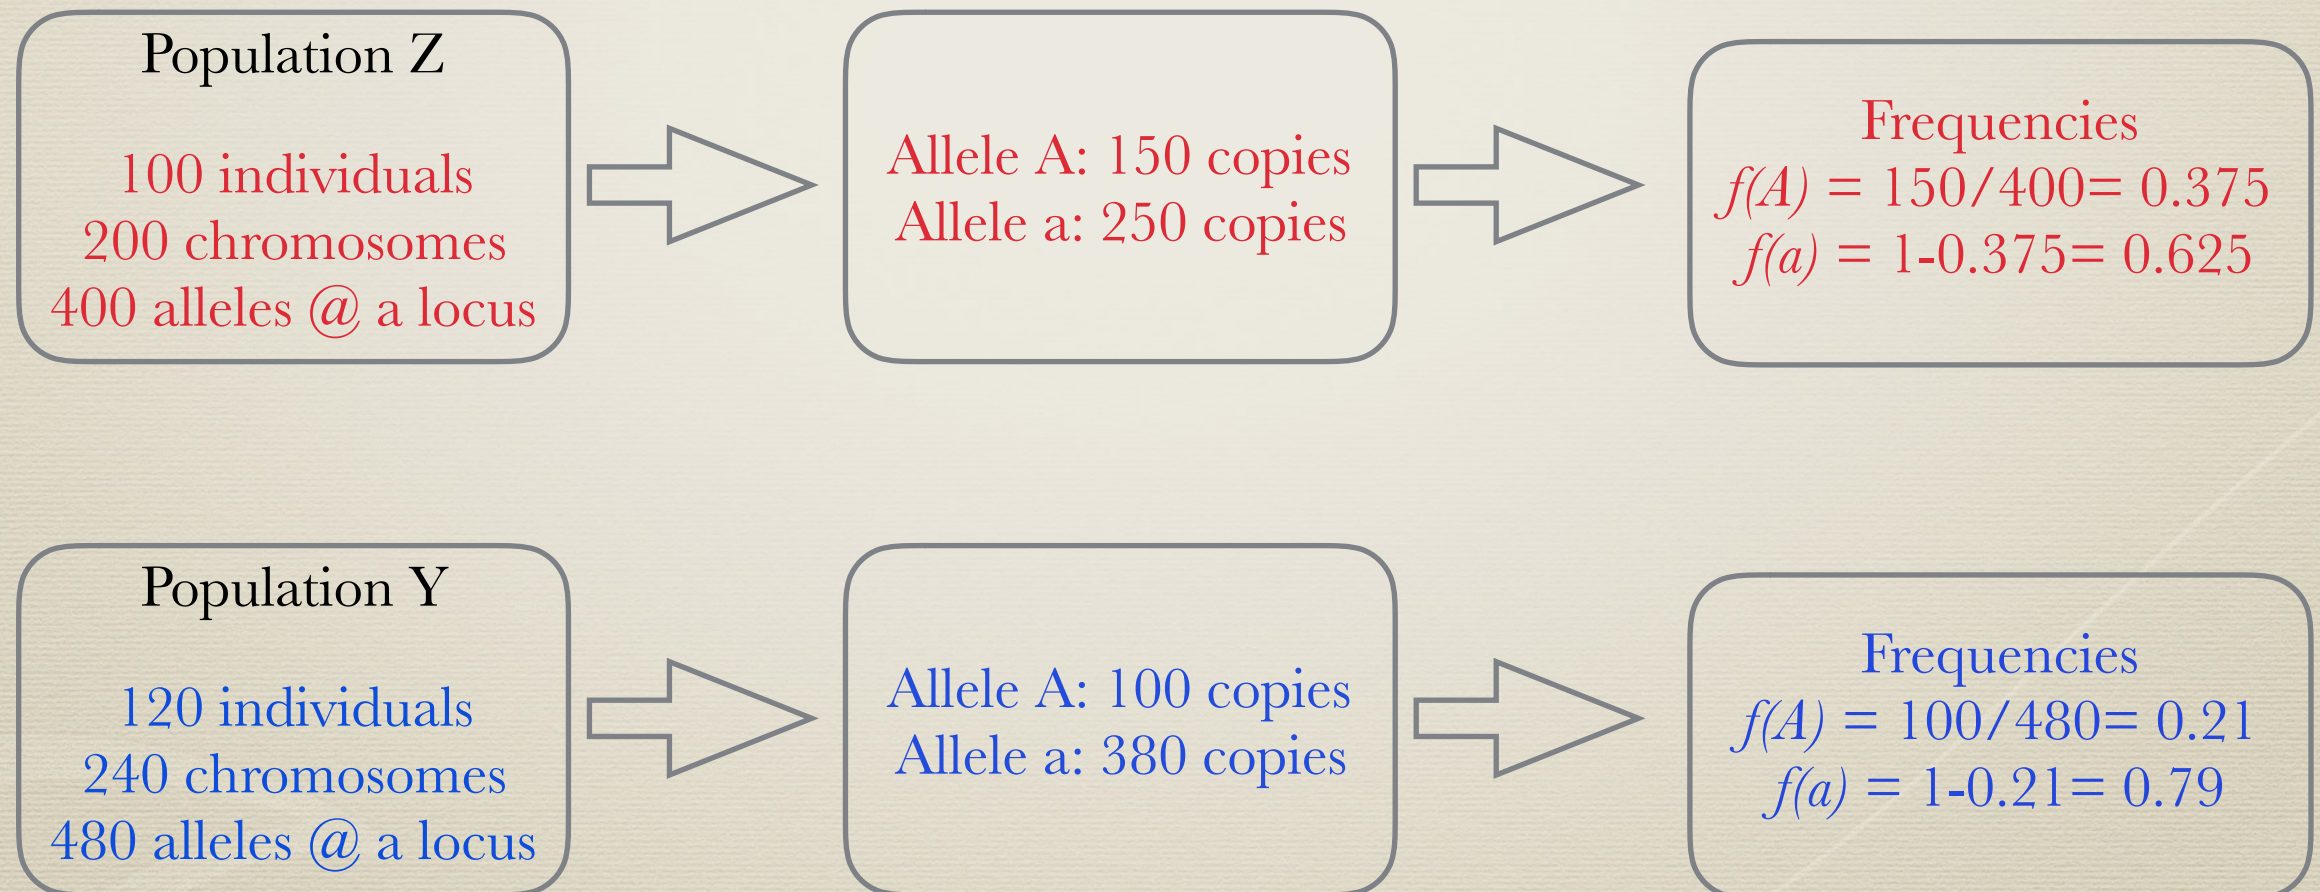 Population Z
100 individuals
200 chromosomes
400 alleles @ a locus
Allele A: 150 copies
Allele a: 250 copies
Frequencies
f(A) = 150/400= 0.375
f(a) = 1-0.375= 0.625
Population Y
120 individuals
240 chromosomes
480 alleles @ a locus
Allele A: 100 copies
Allele a: 380 copies
Frequencies
f(A) = 100/480= 0.21
f(a) = 1-0.21= 0.79